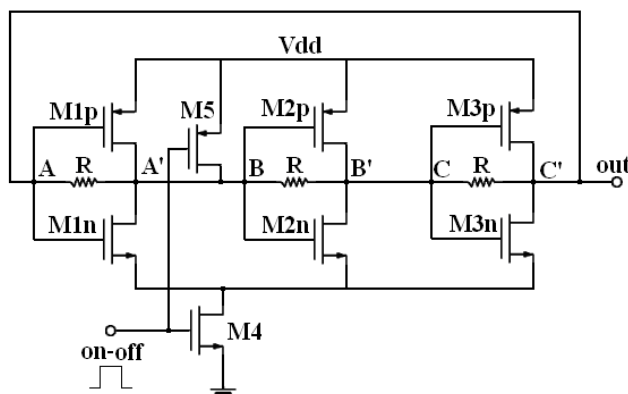 Vdd
M1p
M5
M2p
M3p
A R A' B R B' C R C' out
M1n
M2n
M3n
M4
on-off